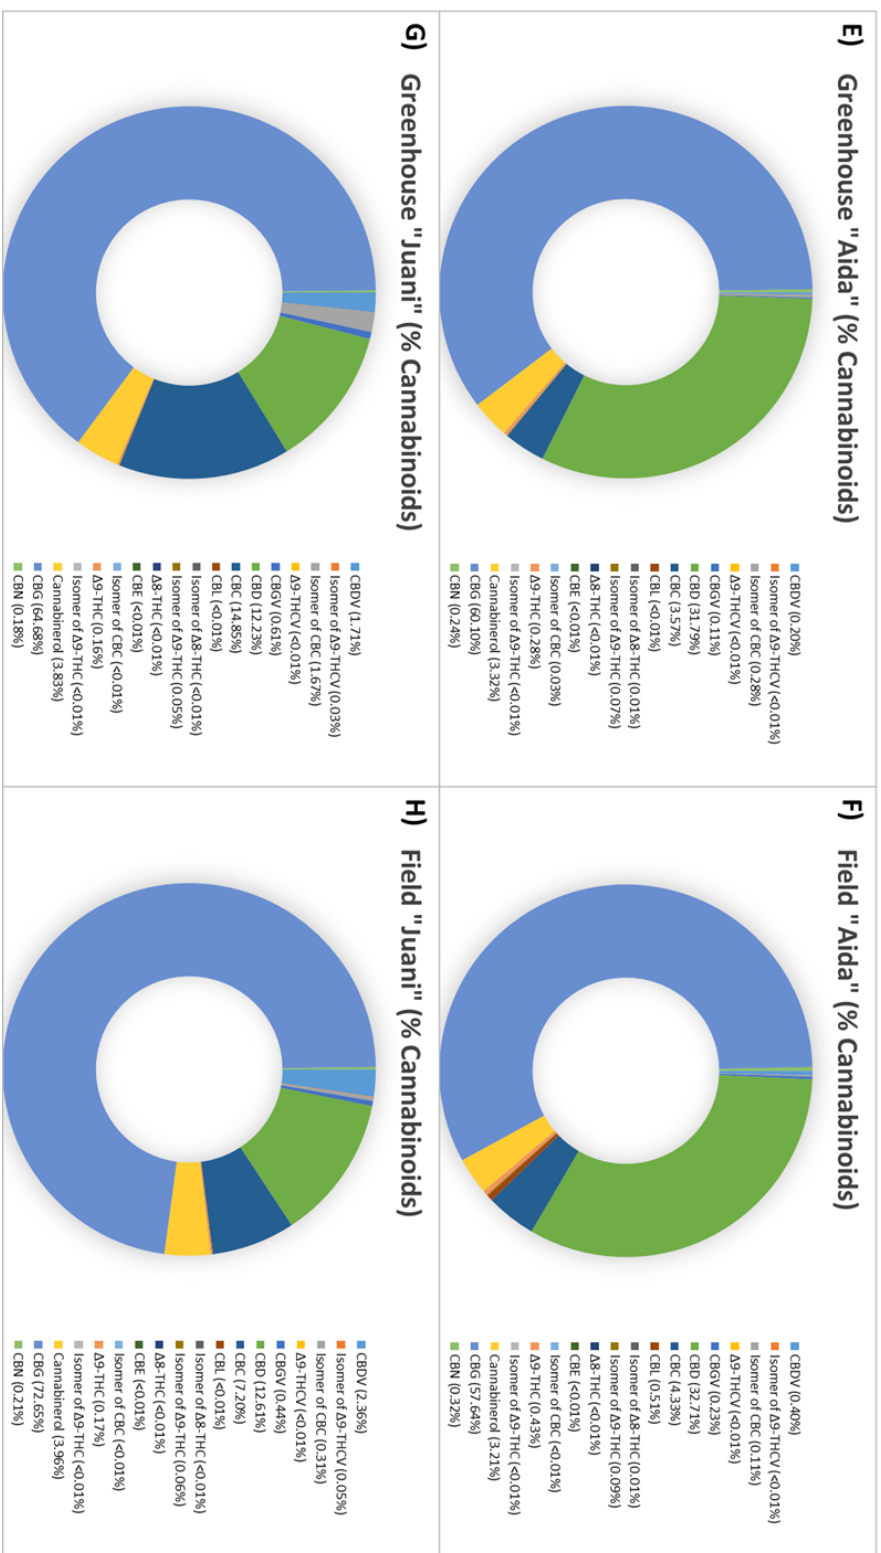 E) Greenhouse "Aida" (% Cannabinoids)
CBDV (0.20%)
Isomer of Δ9-THCV (<0.01%)
Isomer of CBC (0.28%)
Δ9-THCV (<0.01%)
CBGV (0.11%)
CBD (31.79%)
CBC (3.57%)
CBL (<0.01%)
Isomer of Δ8-THC (0.01%)
Isomer of Δ9-THC (0.07%)
Δ8-THC (<0.01%)
CBE (<0.01%)
Isomer of CBC (0.03%)
Δ9-THC (0.28%)
Isomer of Δ9-THC (<0.01%)
Cannabinerol (3.32%)
CBG (60.10%)
CBN (0.24%)
F) Field "Aida" (% Cannabinoids)
CBDV (0.40%)
Isomer of Δ9-THCV (<0.01%)
Isomer of CBC (0.11%)
Δ9-THCV (<0.01%)
CBGV (0.23%)
CBD (32.71%)
CBC (4.33%)
CBL (0.51%)
Isomer of Δ8-THC (0.01%)
Isomer of Δ9-THC (0.09%)
Δ8-THC (<0.01%)
CBE (<0.01%)
Isomer of CBC (<0.01%)
Δ9-THC (0.43%)
Isomer of Δ9-THC (<0.01%)
Cannabinerol (3.21%)
CBG (57.64%)
CBN (0.32%)
G) Greenhouse "Juani" (% Cannabinoids)
CBDV (1.71%)
Isomer of Δ9-THCV (0.03%)
Isomer of CBC (1.67%)
Δ9-THCV (<0.01%)
CBGV (0.61%)
CBD (12.23%)
CBC (14.85%)
CBL (<0.01%)
Isomer of Δ8-THC (<0.01%)
Isomer of Δ9-THC (0.05%)
Δ8-THC (<0.01%)
CBE (<0.01%)
Isomer of CBC (<0.01%)
Δ9-THC (0.16%)
Isomer of Δ9-THC (<0.01%)
Cannabinerol (3.83%)
CBG (64.68%)
CBN (0.18%)
H) Field "Juani" (% Cannabinoids)
CBDV (2.36%)
Isomer of Δ9-THCV (0.05%)
Isomer of CBC (0.31%)
Δ9-THCV (<0.01%)
CBGV (0.44%)
CBD (12.61%)
CBC (7.20%)
CBL (<0.01%)
Isomer of Δ8-THC (<0.01%)
Isomer of Δ9-THC (0.06%)
Δ8-THC (<0.01%)
CBE (<0.01%)
Isomer of CBC (<0.01%)
Δ9-THC (0.17%)
Isomer of Δ9-THC (<0.01%)
Cannabinerol (3.96%)
CBG (72.65%)
CBN (0.21%)